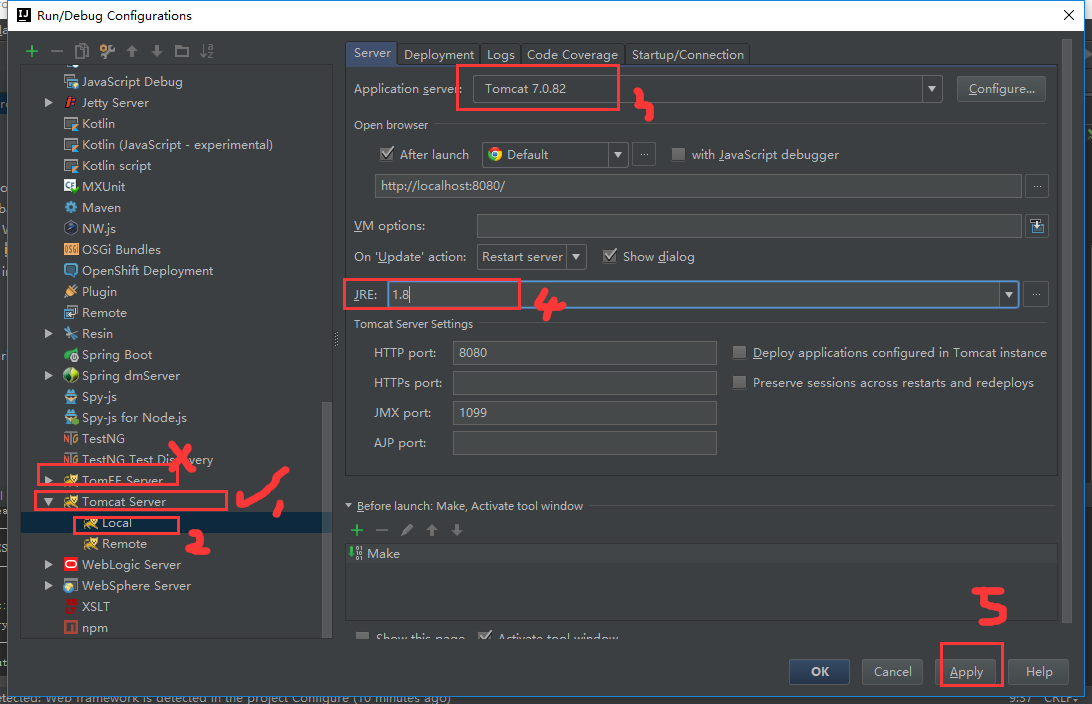 Run/Debug Configurations
JavaScript Debug
Jetty Server
Kotlin
Kotlin (JavaScript - experimental)
Kotlin script
MXUnit
Maven
NW.js
OSGi Bundles
OpenShift Deployment
Plugin
Remote
Resin
Spring Boot
Spring dmServer
Spy-js
Spy-js for Node.js
TestNG
TestNG Test Discovery
TomEE Server
Tomcat Server
Local
Remote
WebLogic Server
WebSphere Server
XSLT
npm
1
2
Server Deployment Logs Code Coverage Startup/Connection
Application server: Tomcat 7.0.82 Configure...
3
Open browser
After launch Default ... with JavaScript debugger
http://localhost:8080/ ...
VM options:
On 'Update' action: Restart server Show dialog
JRE: 1.8 ...
4
Tomcat Server Settings
HTTP port: 8080 Deploy applications configured in Tomcat instance
HTTPs port: Preserve sessions across restarts and redeploys
JMX port: 1099
AJP port:
Before launch: Make, Activate tool window
Make
Show this page Activate tool window
5
OK Cancel Apply Help
etected: Web framework is detected in the project Configure (10 minutes ago) 9:57 CRLF